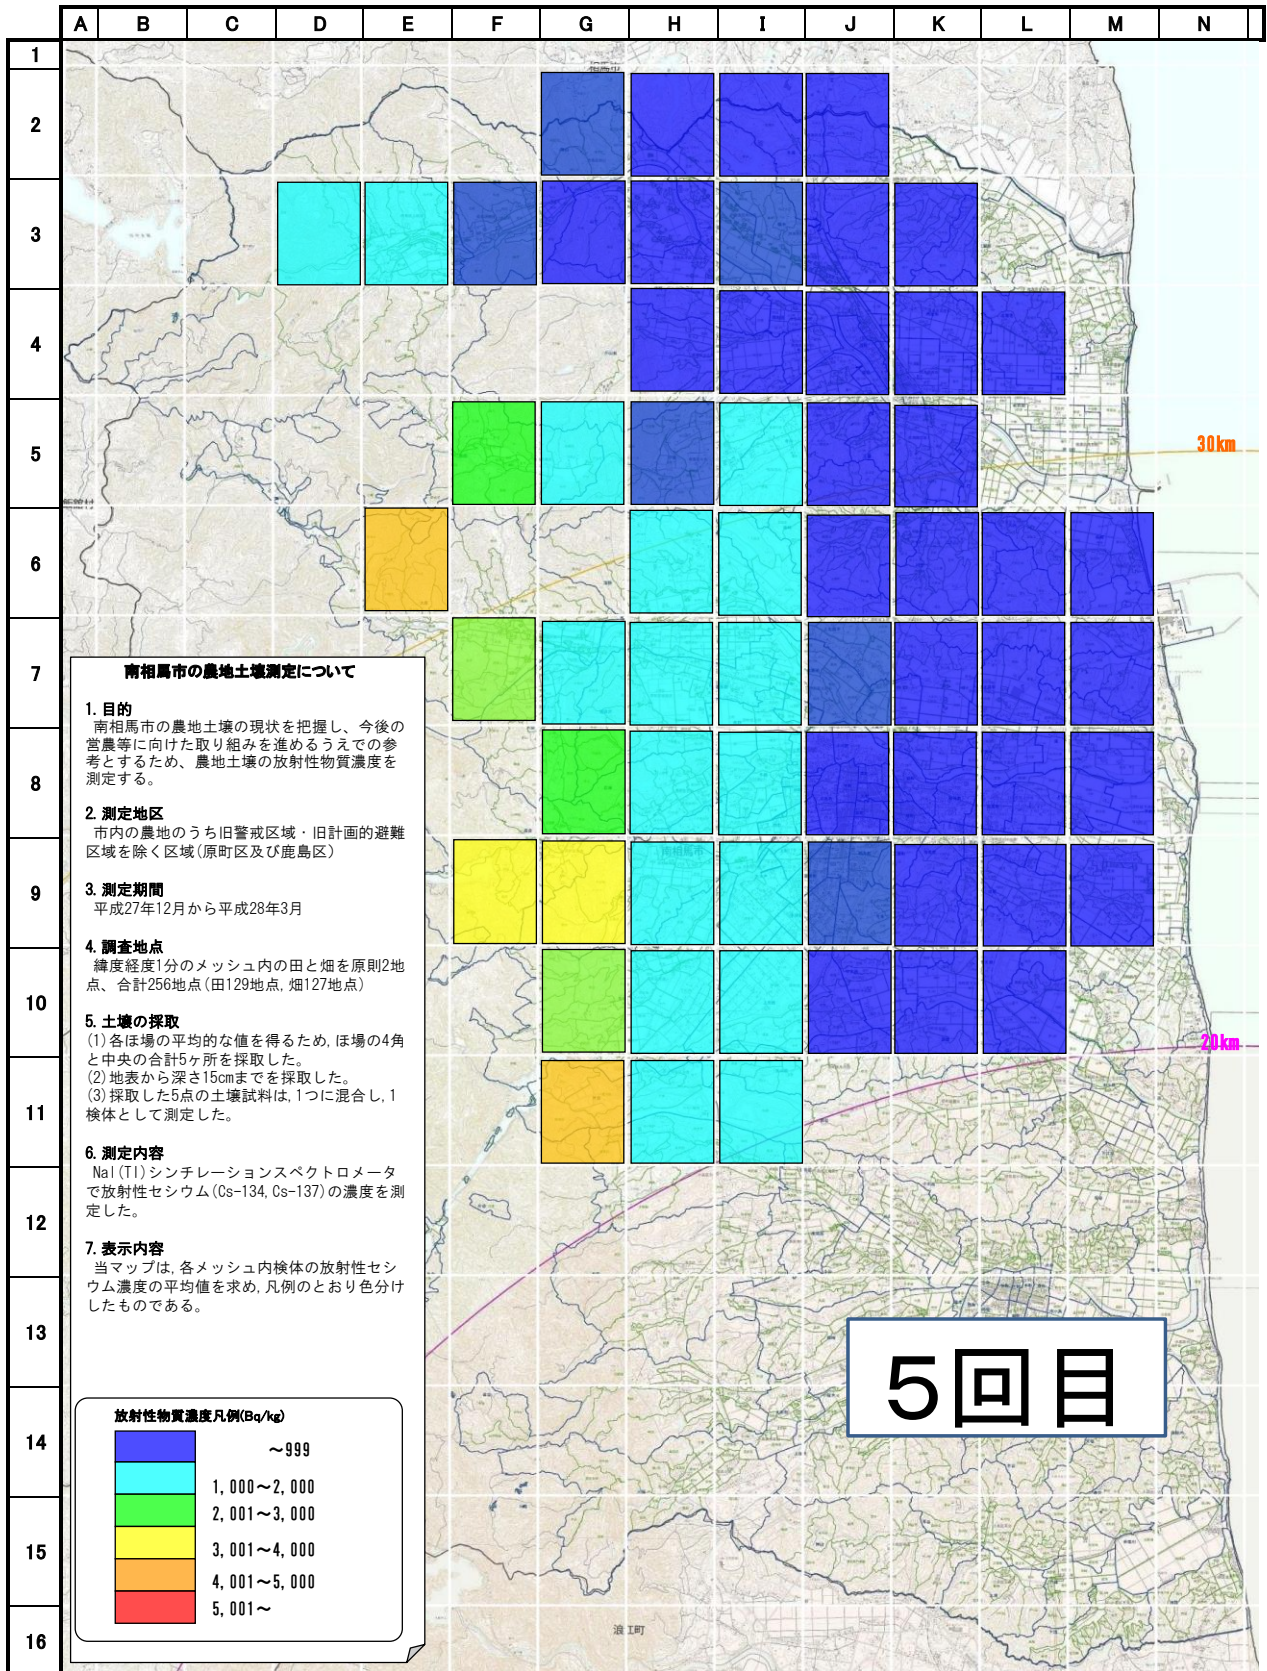 A B C D E F G H I J K L M N
1
2
3
4
5
6
7
8
9
10
11
12
13
14
15
16
30km
20km
南相馬市
浪江町
南相馬市の農地土壌測定について
1. 目的
南相馬市の農地土壌の現状を把握し、今後の
営農等に向けた取り組みを進めるうえでの参
考とするため、農地土壌の放射性物質濃度を
測定する。
2. 測定地区
市内の農地のうち旧警戒区域・旧計画的避難
区域を除く区域(原町区及び鹿島区)
3. 測定期間
平成27年12月から平成28年3月
4. 調査地点
緯度経度1分のメッシュ内の田と畑を原則2地
点、合計256地点(田129地点, 畑127地点)
5. 土壌の採取
(1)各ほ場の平均的な値を得るため, ほ場の4角
と中央の合計5ヶ所を採取した。
(2)地表から深さ15cmまでを採取した。
(3)採取した5点の土壌試料は, 1つに混合し, 1
検体として測定した。
6. 測定内容
NaI(Tl)シンチレーションスペクトロメータ
で放射性セシウム(Cs-134, Cs-137)の濃度を測
定した。
7. 表示内容
当マップは, 各メッシュ内検体の放射性セシ
ウム濃度の平均値を求め, 凡例のとおり色分け
したものである。
放射性物質濃度凡例(Bq/kg)
～999
1,000～2,000
2,001～3,000
3,001～4,000
4,001～5,000
5,001～
5回目